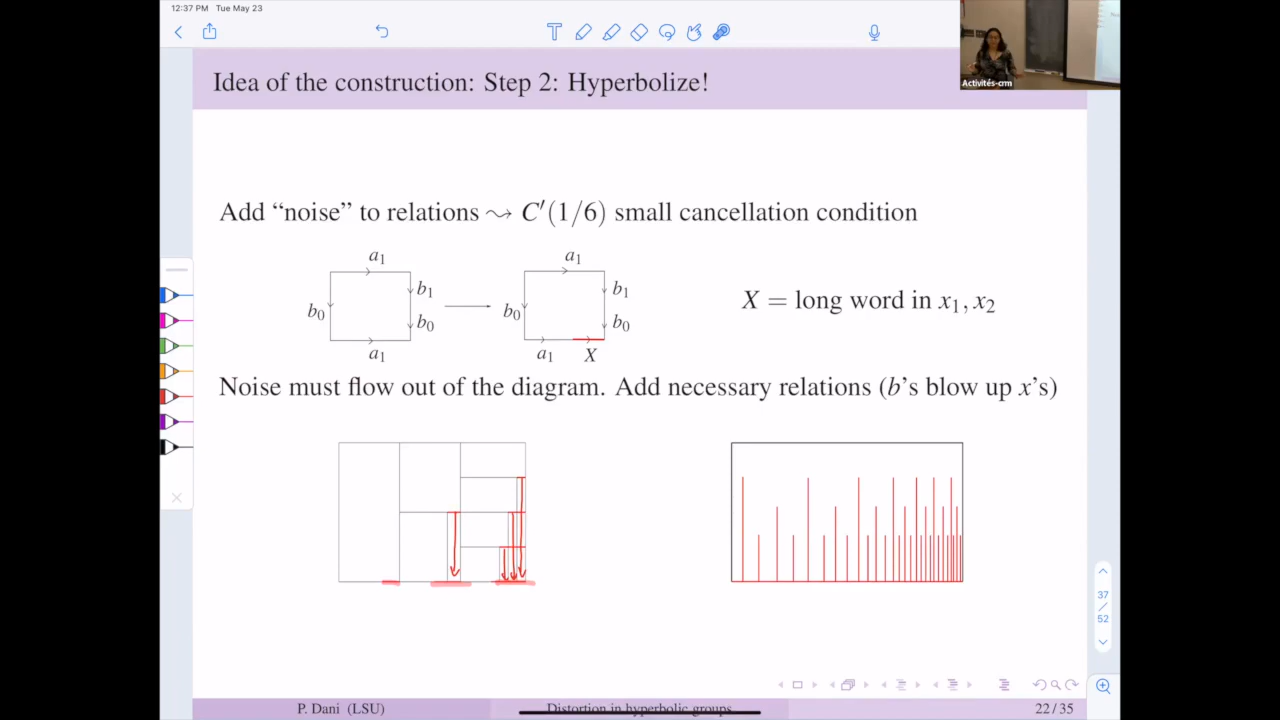 12:37 PM Tue May 23
Activités-crm
Idea of the construction: Step 2: Hyperbolize!
Add “noise” to relations ⇝ C′(1/6) small cancellation condition
a₁ a₁
b₁ b₁
b₀ b₀ X = long word in x₁, x₂
b₀ b₀
a₁ a₁ X
Noise must flow out of the diagram. Add necessary relations (b’s blow up x’s)
37
/
52
P. Dani (LSU) Distortion in hyperbolic groups 22 / 35